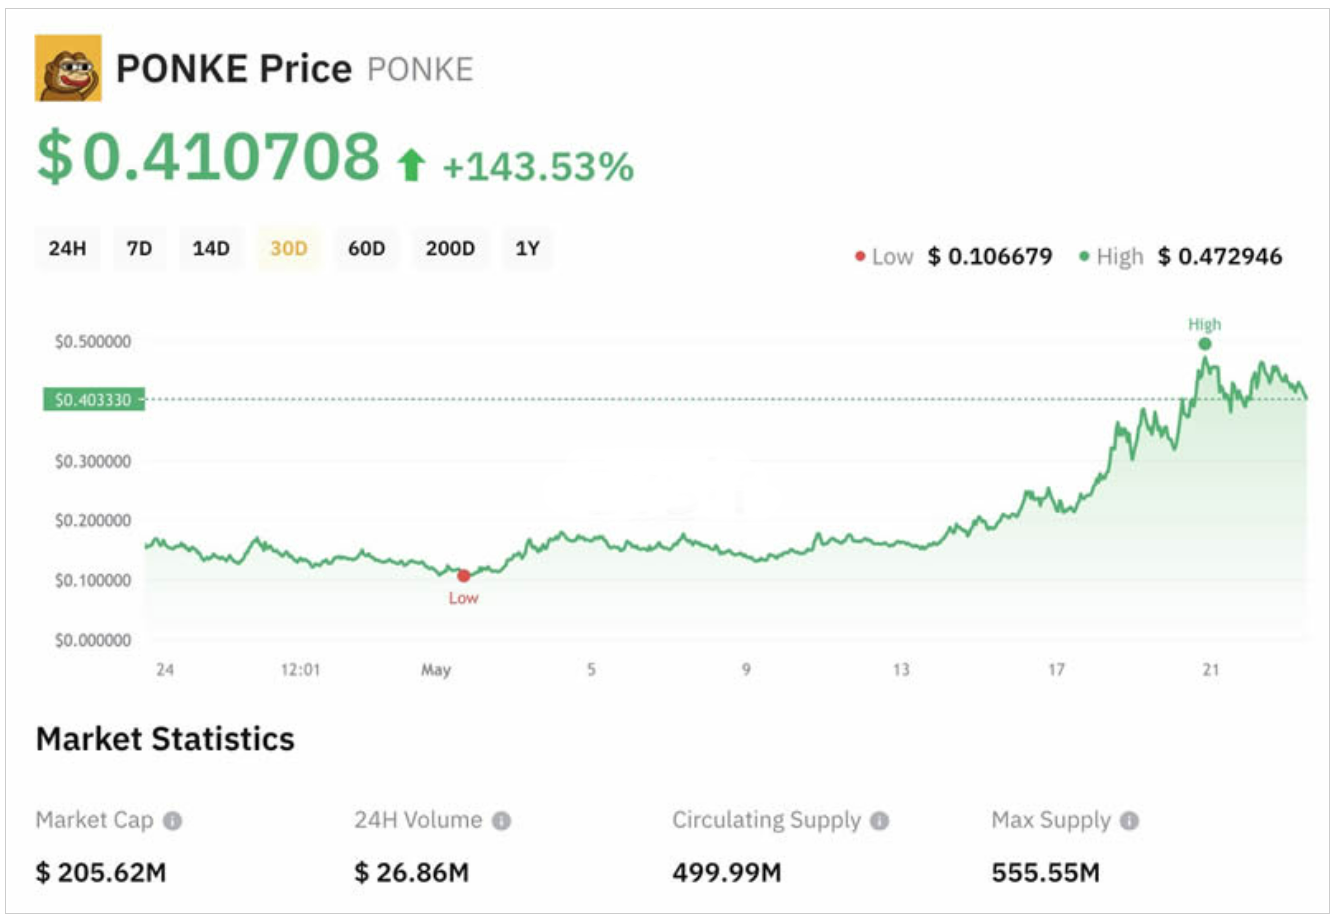 PONKE Price PONKE
$0.410708 +143.53%
24H 7D 14D 30D 60D 200D 1Y
Low $ 0.106679 High $ 0.472946
High
$0.500000
$0.403330
$0.300000
$0.200000
$0.100000
Low
$0.000000
24 12:01 May 5 9 13 17 21
Market Statistics
Market Cap 24H Volume Circulating Supply Max Supply
$ 205.62M $ 26.86M 499.99M 555.55M